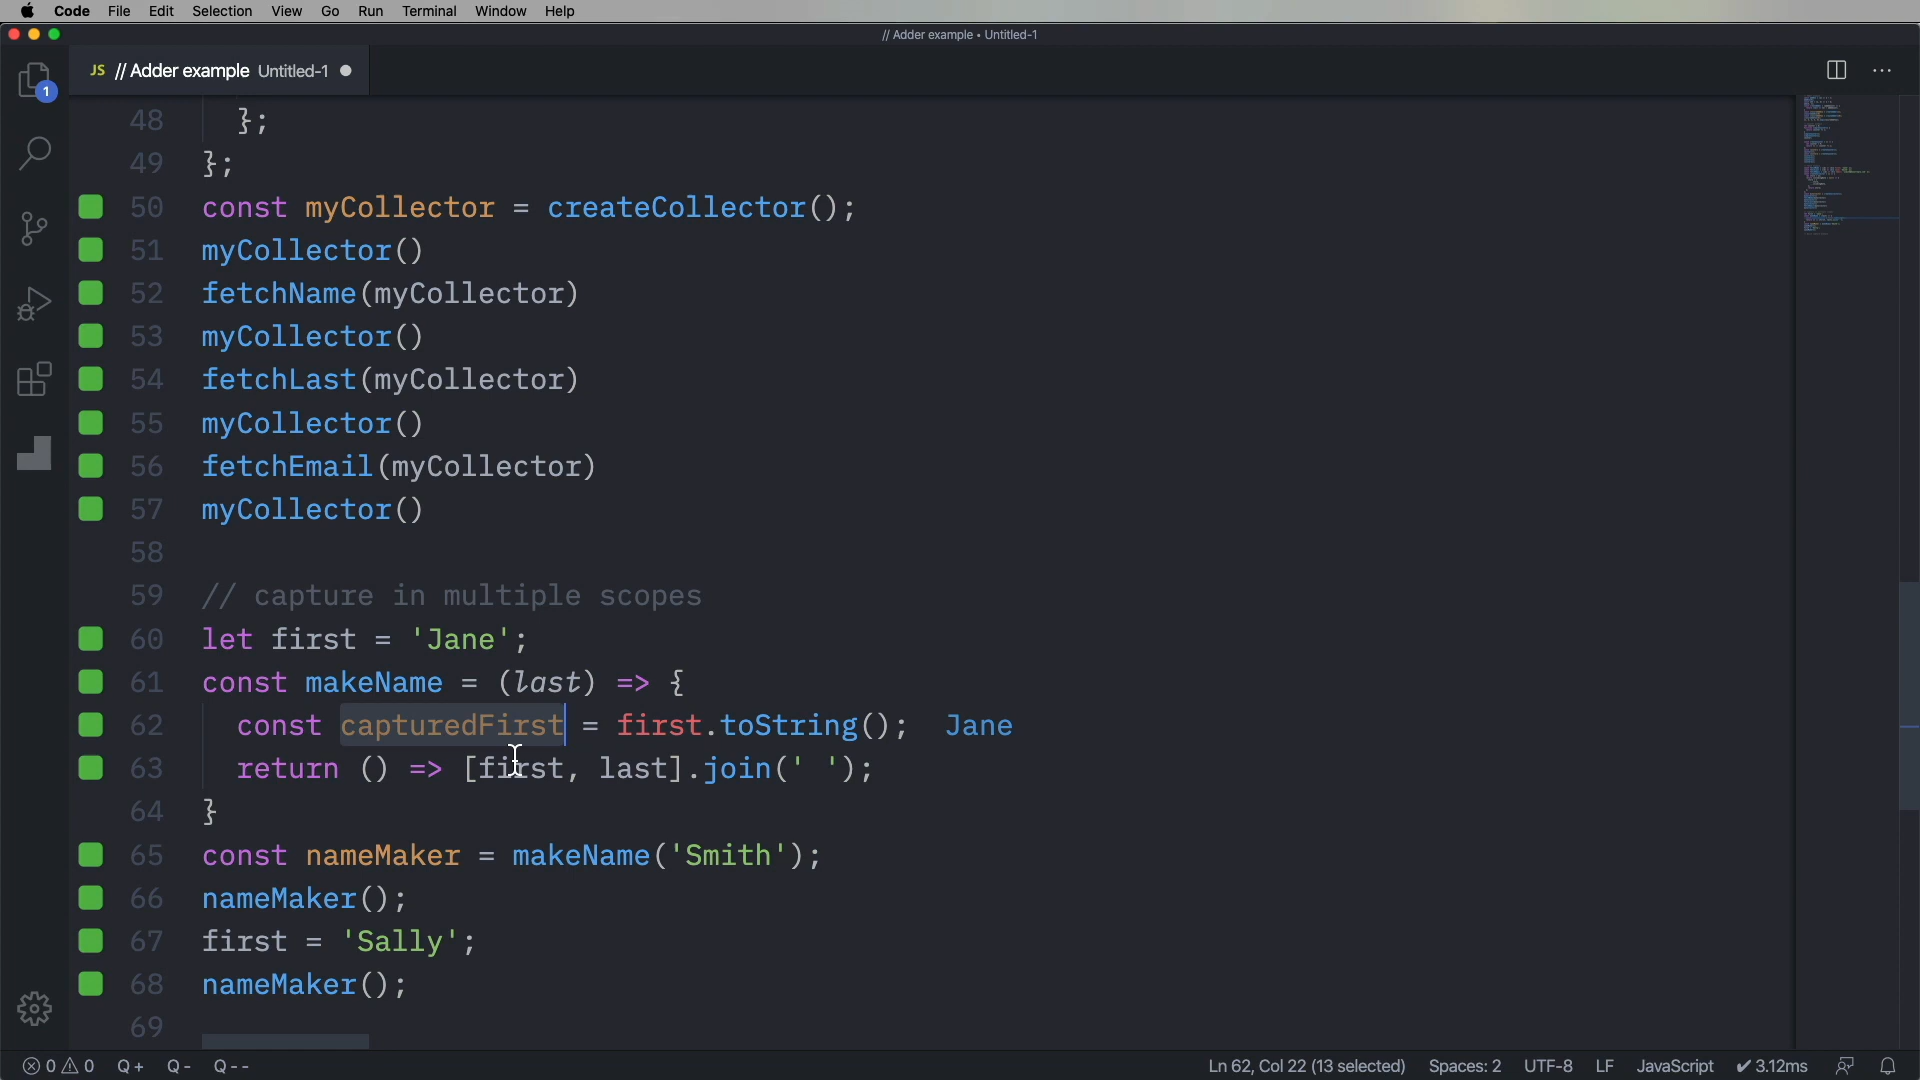 Code File Edit Selection View Go Run Terminal Window Help
// Adder example • Untitled-1
JS // Adder example Untitled-1
1
48 };
49 };
50 const myCollector = createCollector();
51 myCollector()
52 fetchName(myCollector)
53 myCollector()
54 fetchLast(myCollector)
55 myCollector()
56 fetchEmail(myCollector)
57 myCollector()
58
59 // capture in multiple scopes
60 let first = 'Jane';
61 const makeName = (last) => {
62 const capturedFirst = first.toString(); Jane
63 return () => [first, last].join(' ');
64 }
65 const nameMaker = makeName('Smith');
66 nameMaker();
67 first = 'Sally';
68 nameMaker();
69
0 0 Q+ Q- Q-- Ln 62, Col 22 (13 selected) Spaces: 2 UTF-8 LF JavaScript ✔ 3.12ms